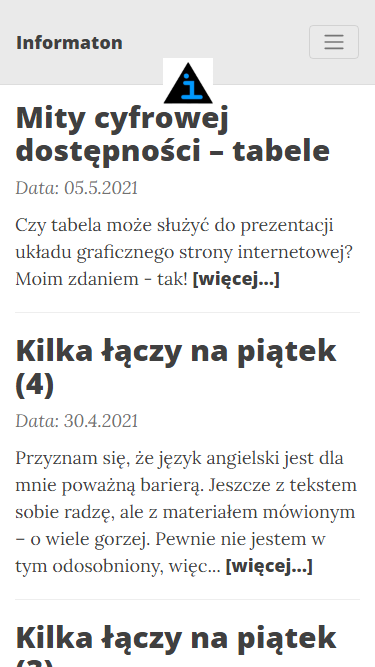 Informaton
i
Mity cyfrowej
dostępności – tabele
Data: 05.5.2021
Czy tabela może służyć do prezentacji
układu graficznego strony internetowej?
Moim zdaniem - tak! [więcej...]
Kilka łączy na piątek
(4)
Data: 30.4.2021
Przyznam się, że język angielski jest dla
mnie poważną barierą. Jeszcze z tekstem
sobie radzę, ale z materiałem mówionym
– o wiele gorzej. Pewnie nie jestem w
tym odosobniony, więc... [więcej...]
Kilka łączy na piątek